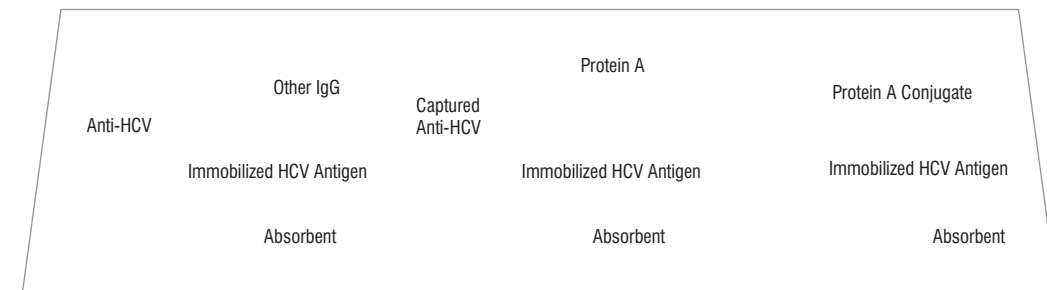 Protein A
Other IgG
Protein A Conjugate
Captured
Anti-HCV
Anti-HCV
Immobilized HCV Antigen
Immobilized HCV Antigen
Immobilized HCV Antigen
Absorbent
Absorbent
Absorbent